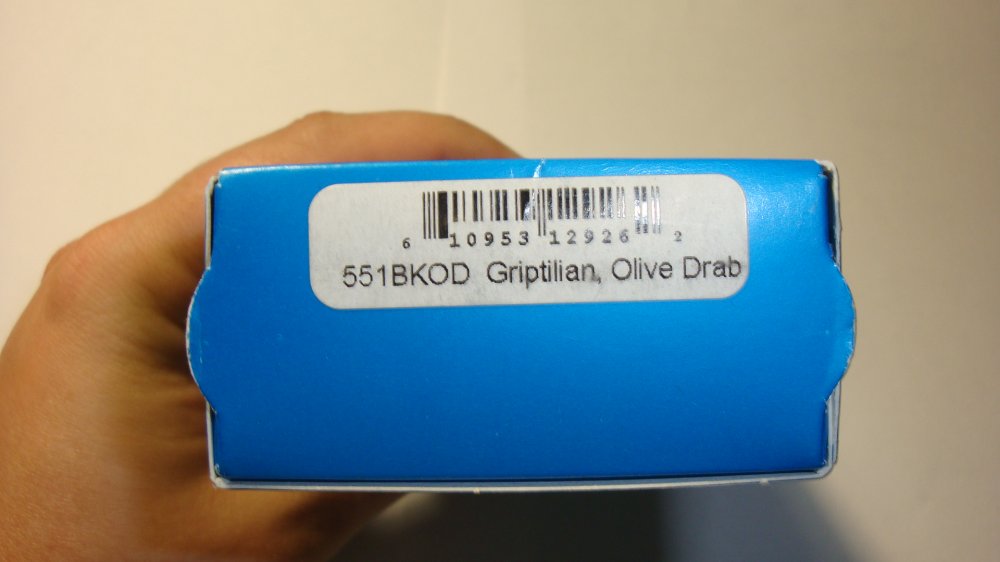 6 10953 12926 2
551BKOD Griptilian, Olive Drab